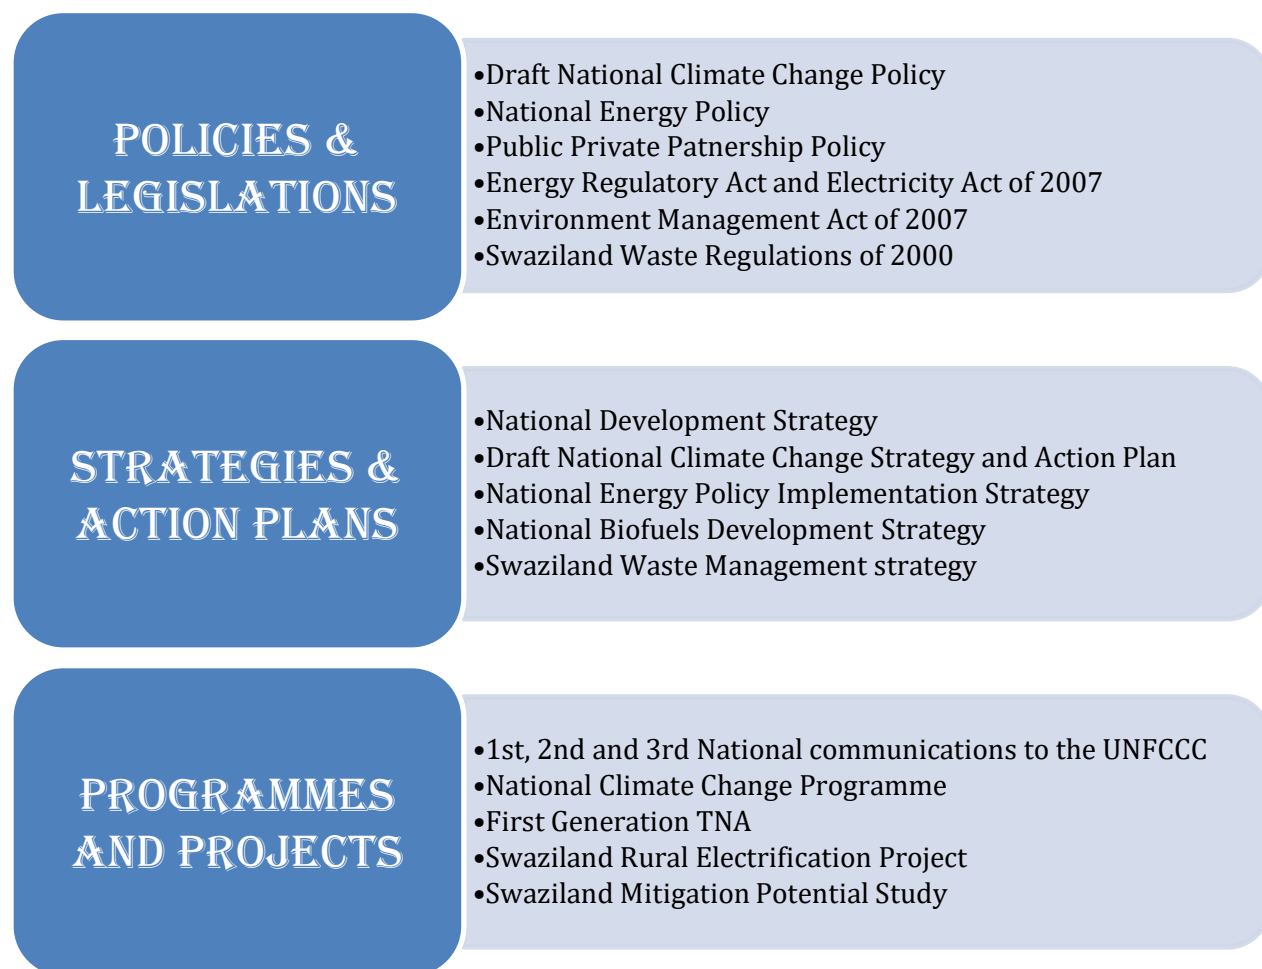 POLICIES &
LEGISLATIONS
•Draft National Climate Change Policy
•National Energy Policy
•Public Private Patnership Policy
•Energy Regulatory Act and Electricity Act of 2007
•Environment Management Act of 2007
•Swaziland Waste Regulations of 2000
STRATEGIES &
ACTION PLANS
•National Development Strategy
•Draft National Climate Change Strategy and Action Plan
•National Energy Policy Implementation Strategy
•National Biofuels Development Strategy
•Swaziland Waste Management strategy
PROGRAMMES
AND PROJECTS
•1st, 2nd and 3rd National communications to the UNFCCC
•National Climate Change Programme
•First Generation TNA
•Swaziland Rural Electrification Project
•Swaziland Mitigation Potential Study